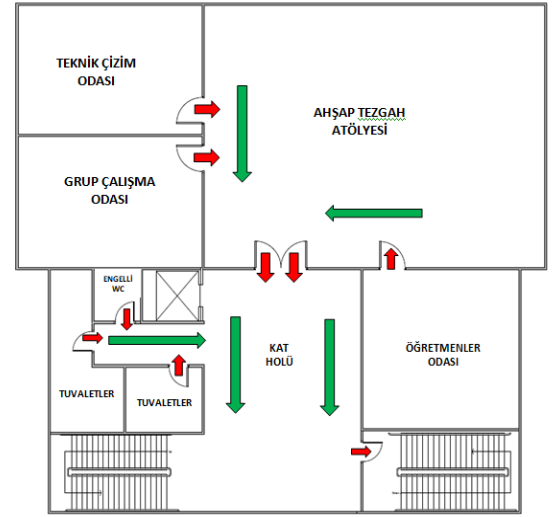 TEKNİK ÇİZİM
ODASI
AHŞAP TEZGAH
ATÖLYESİ
GRUP ÇALIŞMA
ODASI
ENGELLİ
WC
KAT
HOLÜ
ÖĞRETMENLER
ODASI
TUVALETLER
TUVALETLER